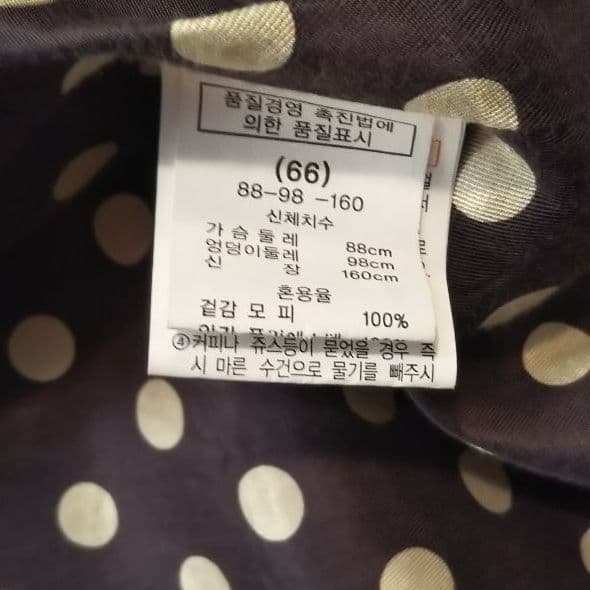 품질경영 촉진법에
의한 품질표시
(66)
88-98 -160
신체치수
가 슴 둘 레 88cm
엉덩이둘레 98cm
신 장 160cm
혼용율
겉감 모 피 100%
④ 커피나 쥬스등이 묻었을 경우 즉
시 마른 수건으로 물기를 빼주시